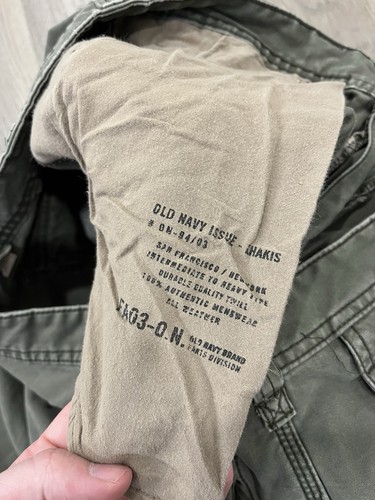 OLD NAVY ISSUE - KHAKIS
# ON-94/03
SAN FRANCISCO / NEW YORK
INTERMEDIATE TO HEAVY TYPE
DURABLE QUALITY TWILL
100% AUTHENTIC MENSWEAR
ALL WEATHER
FA03-O.N. OLD NAVY BRAND
PANTS DIVISION